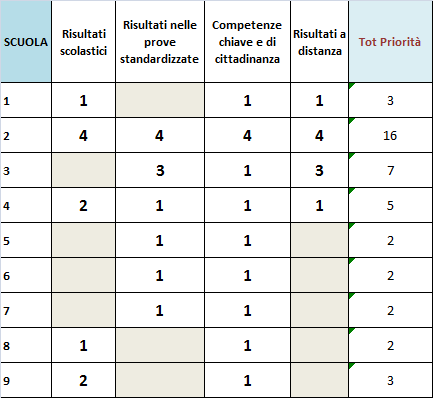 SCUOLA Risultati scolastici Risultati nelle prove standardizzate Competenze chiave e di cittadinanza Risultati a distanza Tot Priorità
1 1 1 1 3
2 4 4 4 4 16
3 3 1 3 7
4 2 1 1 1 5
5 1 1 2
6 1 1 2
7 1 1 2
8 1 1 2
9 2 1 3